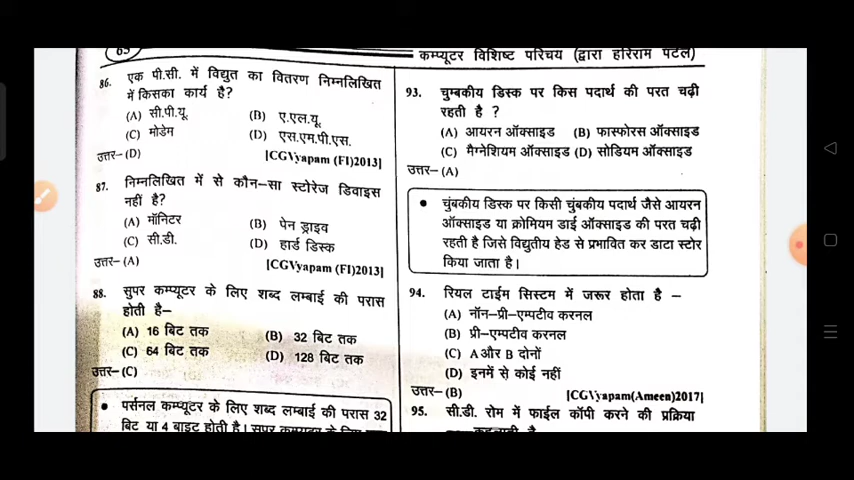 65
कम्प्यूटर विशिष्ट परिचय (द्वारा हरिराम पटेल)
86. एक पी.सी. में विद्युत का वितरण निम्नलिखित
में किसका कार्य है?
(A) सी.पी.यू. (B) ए.एल.यू.
(C) मोडेम (D) एस.एम.पी.एस.
उत्तर–(D) [CGVyapam (FI)2013]
87. निम्नलिखित में से कौन-सा स्टोरेज डिवाइस
नहीं है?
(A) मॉनिटर (B) पेन ड्राइव
(C) सी.डी. (D) हार्ड डिस्क
उत्तर–(A) [CGVyapam (FI)2013]
88. सुपर कम्प्यूटर के लिए शब्द लम्बाई की परास
होती है–
(A) 16 बिट तक (B) 32 बिट तक
(C) 64 बिट तक (D) 128 बिट तक
उत्तर–(C)
• पर्सनल कम्प्यूटर के लिए शब्द लम्बाई की परास 32
बिट या 4 बाइट होती है। सुपर कम्प्यूटर के लिए
93. चुम्बकीय डिस्क पर किस पदार्थ की परत चढ़ी
रहती है ?
(A) आयरन ऑक्साइड (B) फास्फोरस ऑक्साइड
(C) मैग्नेशियम ऑक्साइड (D) सोडियम ऑक्साइड
उत्तर–(A)
• चुंबकीय डिस्क पर किसी चुंबकीय पदार्थ जैसे आयरन
ऑक्साइड या क्रोमियम डाई ऑक्साइड की परत चढ़ी
रहती है जिसे विद्युतीय हेड से प्रभावित कर डाटा स्टोर
किया जाता है।
94. रियल टाईम सिस्टम में जरूर होता है –
(A) नॉन-प्री-एम्पटीव करनल
(B) प्री-एम्पटीव करनल
(C) A और B दोनों
(D) इनमें से कोई नहीं
उत्तर–(B) [CGVyapam(Ameen)2017]
95. सी.डी. रोम में फाईल कॉपी करने की प्रक्रिया
कहलाती है